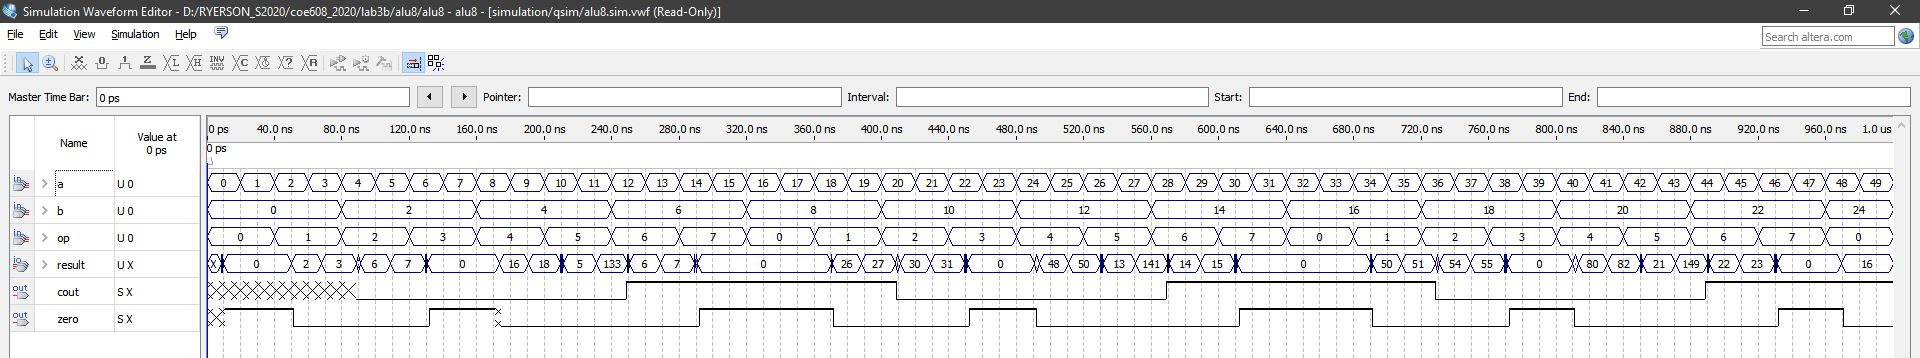 Simulation Waveform Editor - D:/RYERSON_S2020/coe608_2020/lab3b/alu8/alu8 - alu8 - [simulation/qsim/alu8.sim.vwf (Read-Only)]
File Edit View Simulation Help
Search altera.com
Master Time Bar: 0 ps Pointer: Interval: Start: End:
Name Value at 0 ps
0 ps 40.0 ns 80.0 ns 120.0 ns 160.0 ns 200.0 ns 240.0 ns 280.0 ns 320.0 ns 360.0 ns 400.0 ns 440.0 ns 480.0 ns 520.0 ns 560.0 ns 600.0 ns 640.0 ns 680.0 ns 720.0 ns 760.0 ns 800.0 ns 840.0 ns 880.0 ns 920.0 ns 960.0 ns 1.0 us
0 ps
a U 0 0 1 2 3 4 5 6 7 8 9 10 11 12 13 14 15 16 17 18 19 20 21 22 23 24 25 26 27 28 29 30 31 32 33 34 35 36 37 38 39 40 41 42 43 44 45 46 47 48 49
b U 0 0 2 4 6 8 10 12 14 16 18 20 22 24
op U 0 0 1 2 3 4 5 6 7 0 1 2 3 4 5 6 7 0 1 2 3 4 5 6 7 0
result U X X 0 2 3 6 7 0 16 18 5 133 6 7 0 26 27 30 31 0 48 50 13 141 14 15 0 50 51 54 55 0 80 82 21 149 22 23 0 16
cout S X
zero S X